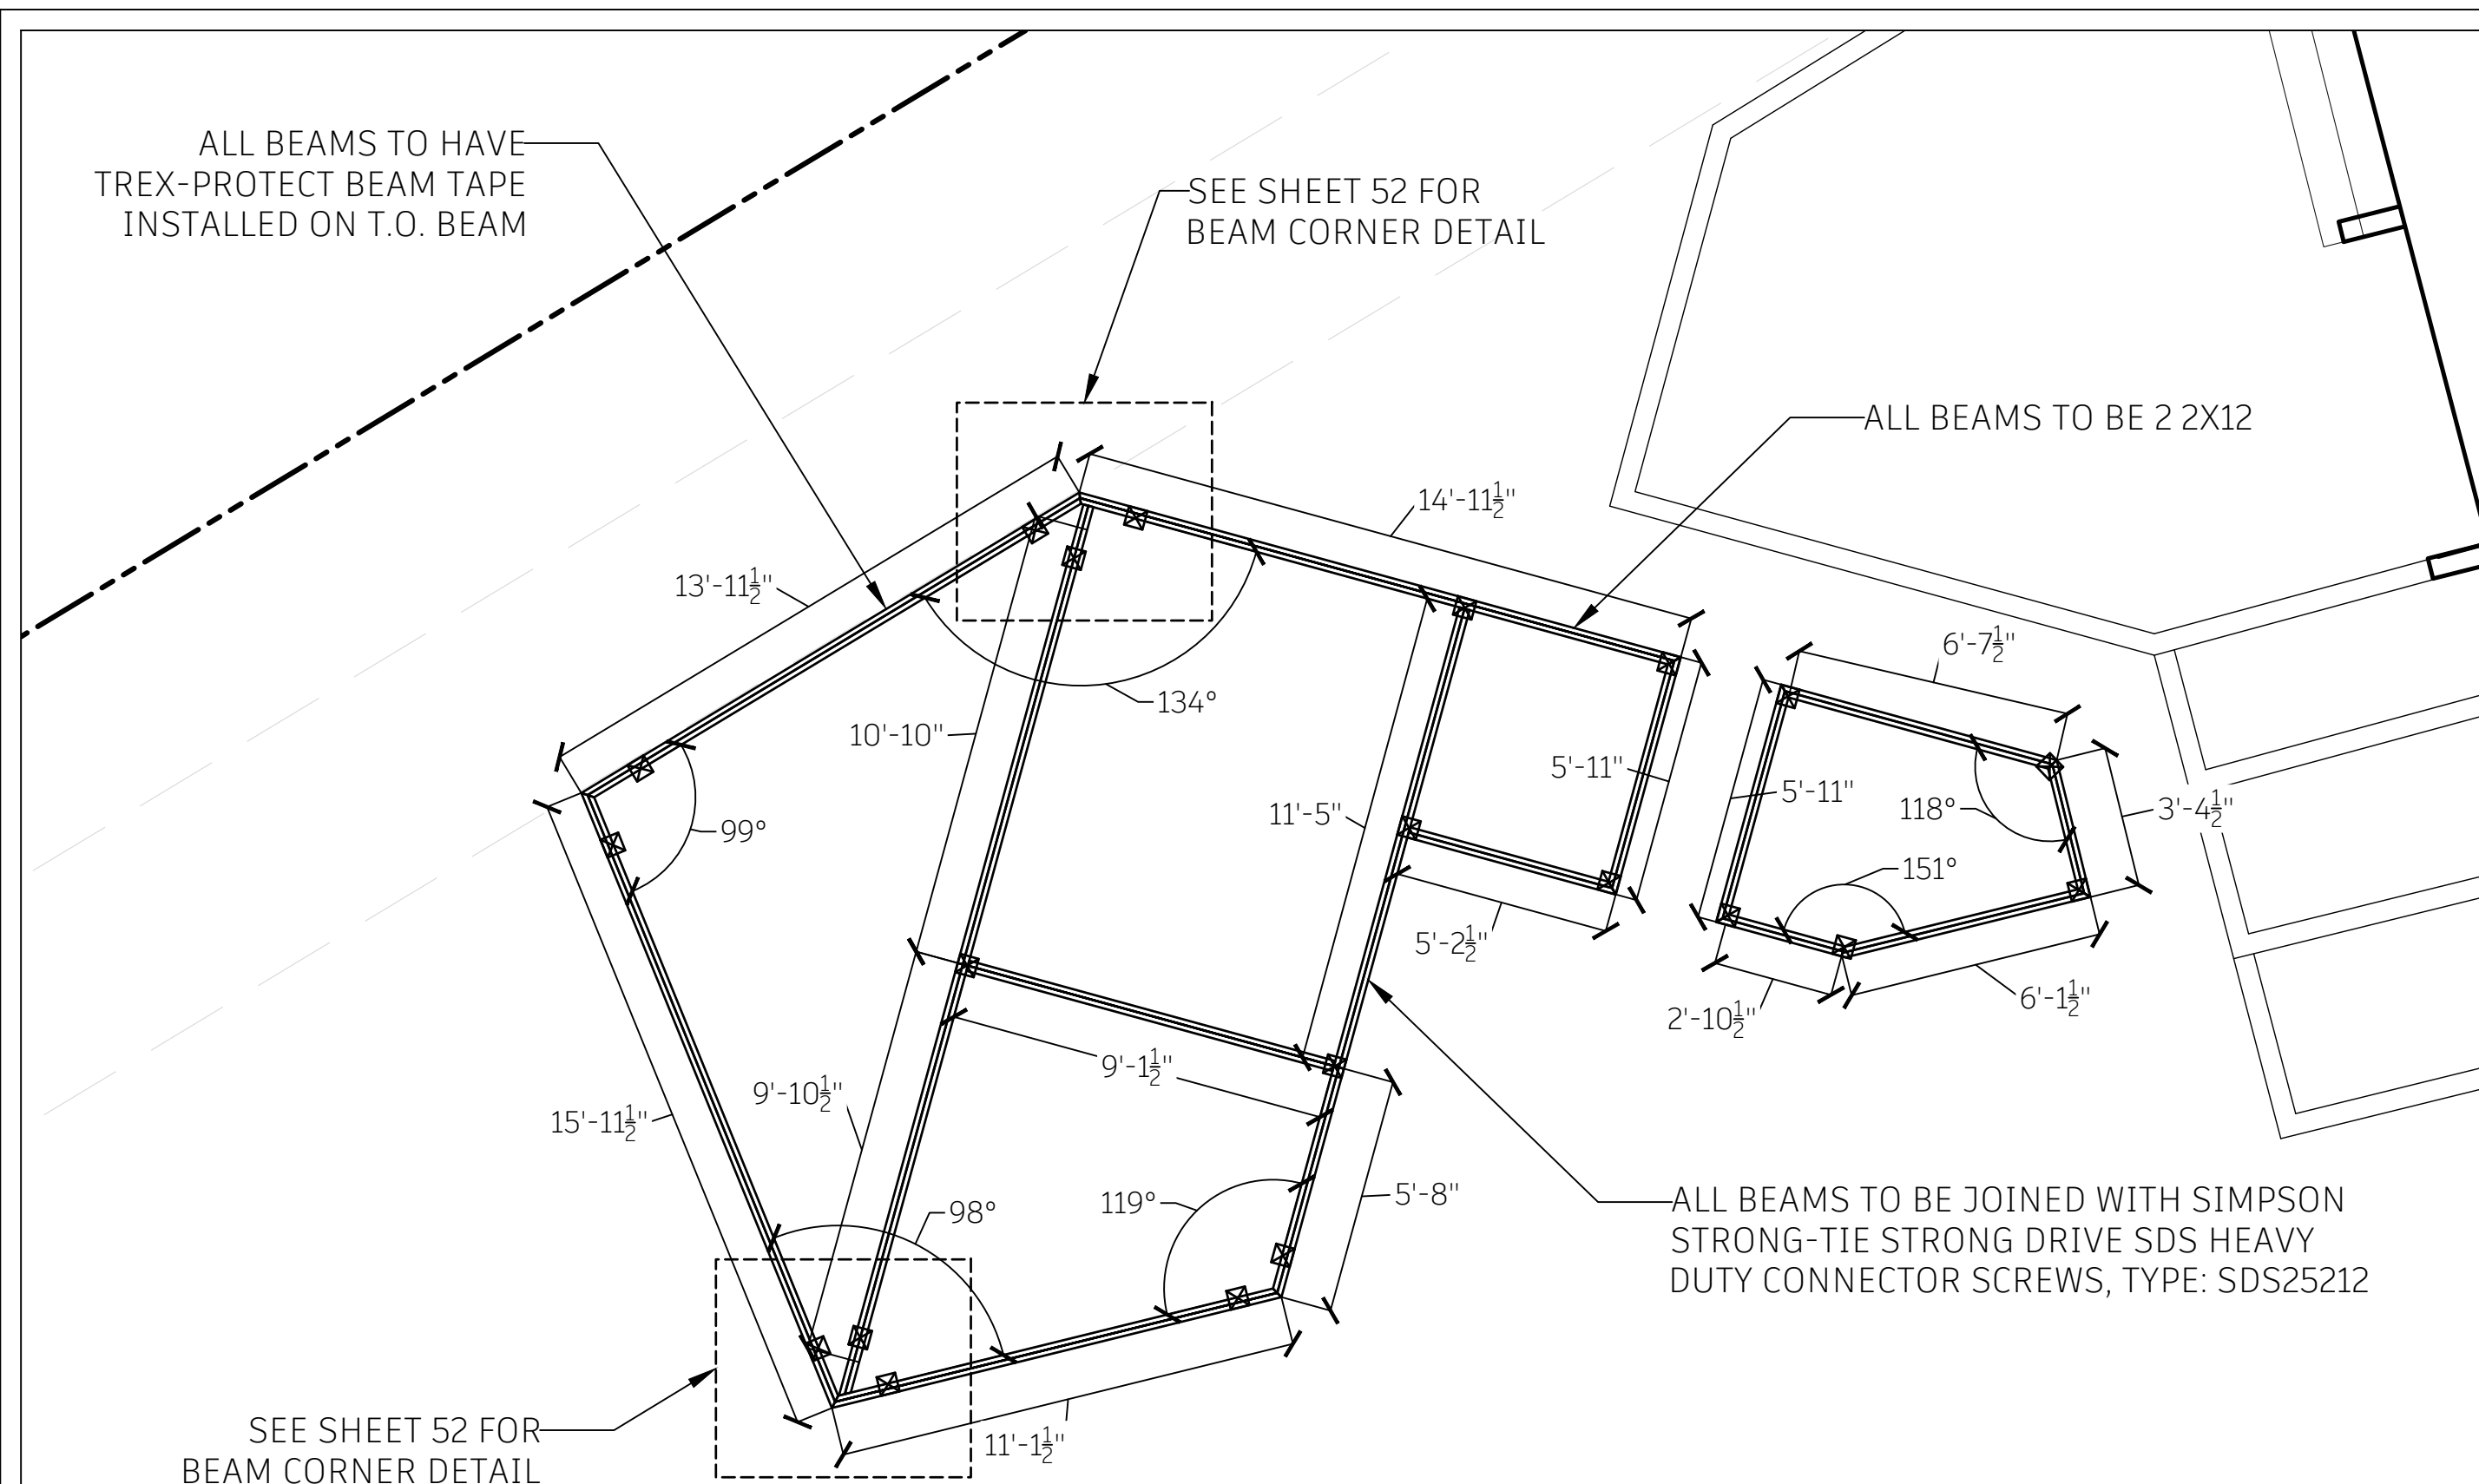 ALL BEAMS TO HAVE
TREX-PROTECT BEAM TAPE
INSTALLED ON T.O. BEAM
SEE SHEET 52 FOR
BEAM CORNER DETAIL
ALL BEAMS TO BE 2 2X12
14'-11½"
13'-11½"
6'-7½"
134°
10'-10"
5'-11"
5'-11"
118°
3'-4½"
11'-5"
99°
151°
5'-2½"
2'-10½"
6'-1½"
9'-1½"
9'-10½"
15'-11½"
98°
119°
5'-8"
ALL BEAMS TO BE JOINED WITH SIMPSON
STRONG-TIE STRONG DRIVE SDS HEAVY
DUTY CONNECTOR SCREWS, TYPE: SDS25212
11'-1½"
SEE SHEET 52 FOR
BEAM CORNER DETAIL